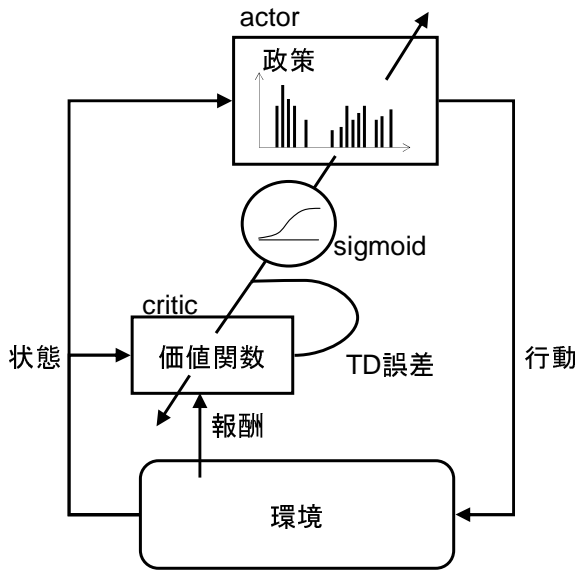 actor
政策
sigmoid
critic
状態
価値関数
TD誤差
行動
報酬
環境